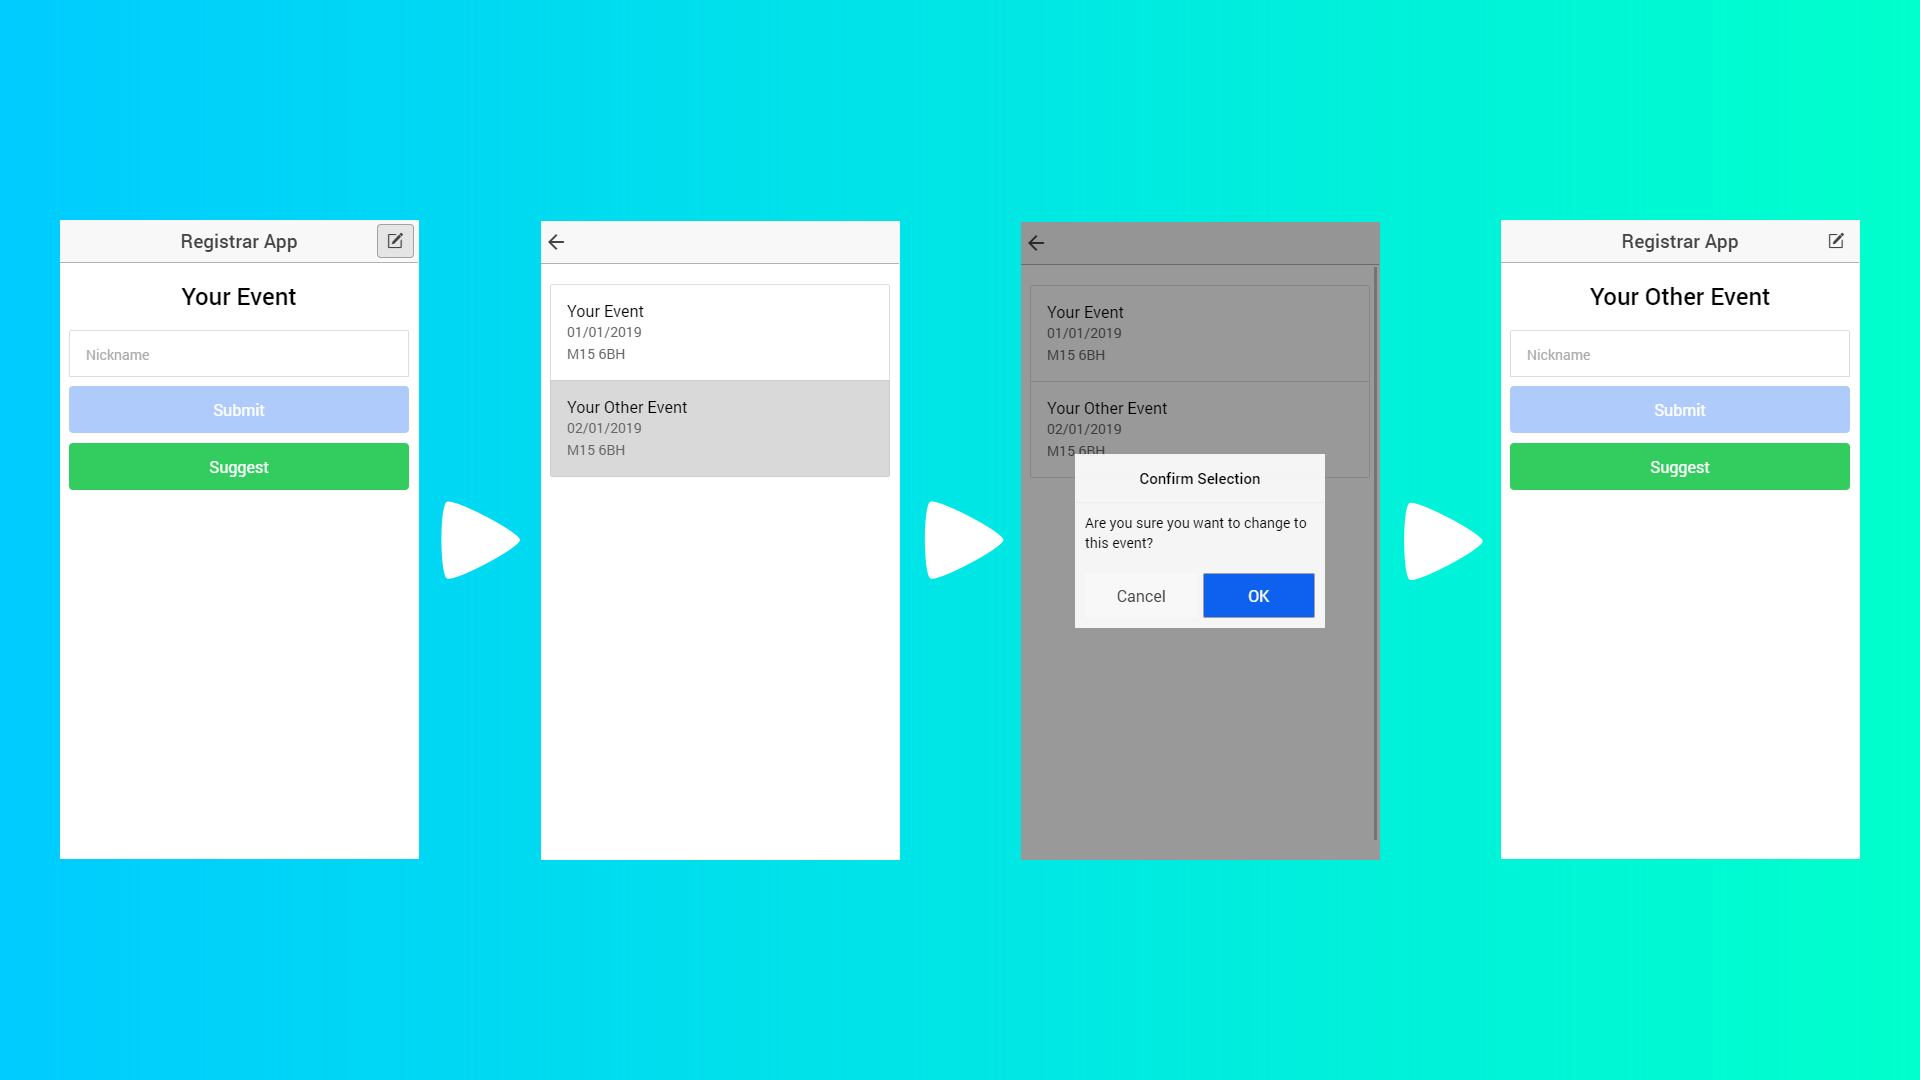 Registrar App
Your Event
Nickname
Submit
Suggest
Your Event
01/01/2019
M15 6BH
Your Other Event
02/01/2019
M15 6BH
Your Event
01/01/2019
M15 6BH
Your Other Event
02/01/2019
M15 6BH
Confirm Selection
Are you sure you want to change to
this event?
Cancel
OK
Registrar App
Your Other Event
Nickname
Submit
Suggest